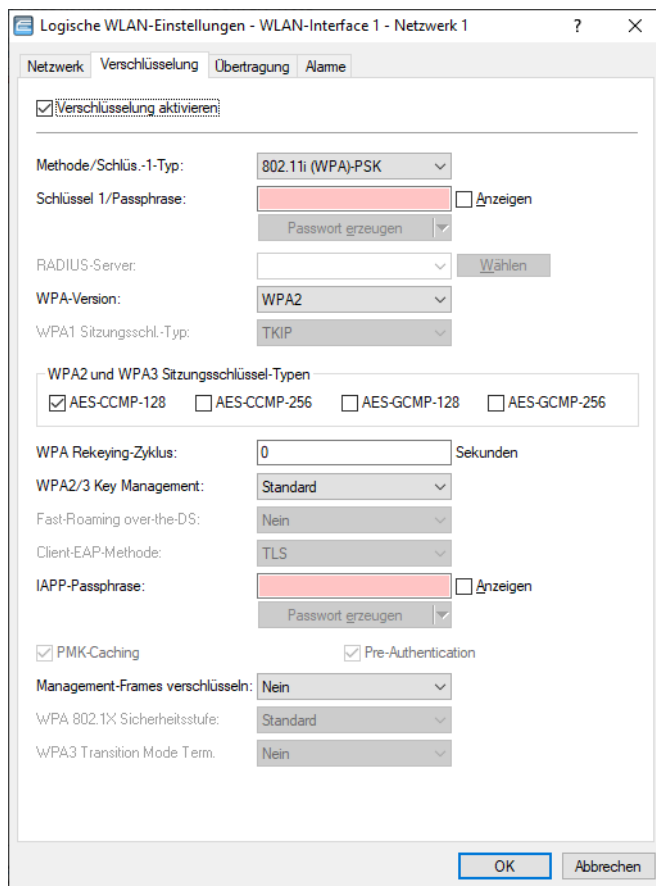 Logische WLAN-Einstellungen - WLAN-Interface 1 - Netzwerk 1 ?
Netzwerk Verschlüsselung Übertragung Alarme
Verschlüsselung aktivieren
Methode/Schlüs.-1-Typ: 802.11i (WPA)-PSK
Schlüssel 1/Passphrase: Anzeigen
Passwort erzeugen
RADIUS-Server: Wählen
WPA-Version: WPA2
WPA1 Sitzungsschl.-Typ: TKIP
WPA2 und WPA3 Sitzungsschlüssel-Typen
AES-CCMP-128 AES-CCMP-256 AES-GCMP-128 AES-GCMP-256
WPA Rekeying-Zyklus: 0 Sekunden
WPA2/3 Key Management: Standard
Fast-Roaming over-the-DS: Nein
Client-EAP-Methode: TLS
IAPP-Passphrase: Anzeigen
Passwort erzeugen
PMK-Caching Pre-Authentication
Management-Frames verschlüsseln: Nein
WPA 802.1X Sicherheitsstufe: Standard
WPA3 Transition Mode Term. Nein
OK Abbrechen